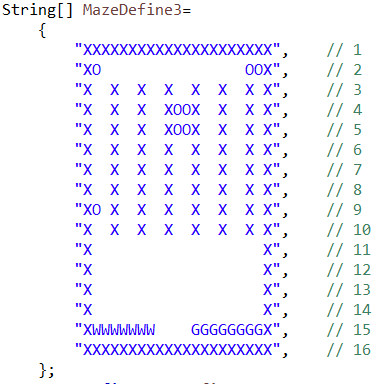 String[] MazeDefine3=
    {
        "XXXXXXXXXXXXXXXXXXXXX",    // 1
        "XO                OOX",    // 2
        "X  X  X  X  X  X  X X",    // 3
        "X  X  X  XOOX  X  X X",    // 4
        "X  X  X  XOOX  X  X X",    // 5
        "X  X  X  X  X  X  X X",    // 6
        "X  X  X  X  X  X  X X",    // 7
        "X  X  X  X  X  X  X X",    // 8
        "XO X  X  X  X  X  X X",    // 9
        "X  X  X  X  X  X  X X",    // 10
        "X                   X",    // 11
        "X                   X",    // 12
        "X                   X",    // 13
        "X                   X",    // 14
        "XWWWWWWW    GGGGGGGGX",    // 15
        "XXXXXXXXXXXXXXXXXXXXX",    // 16
    };